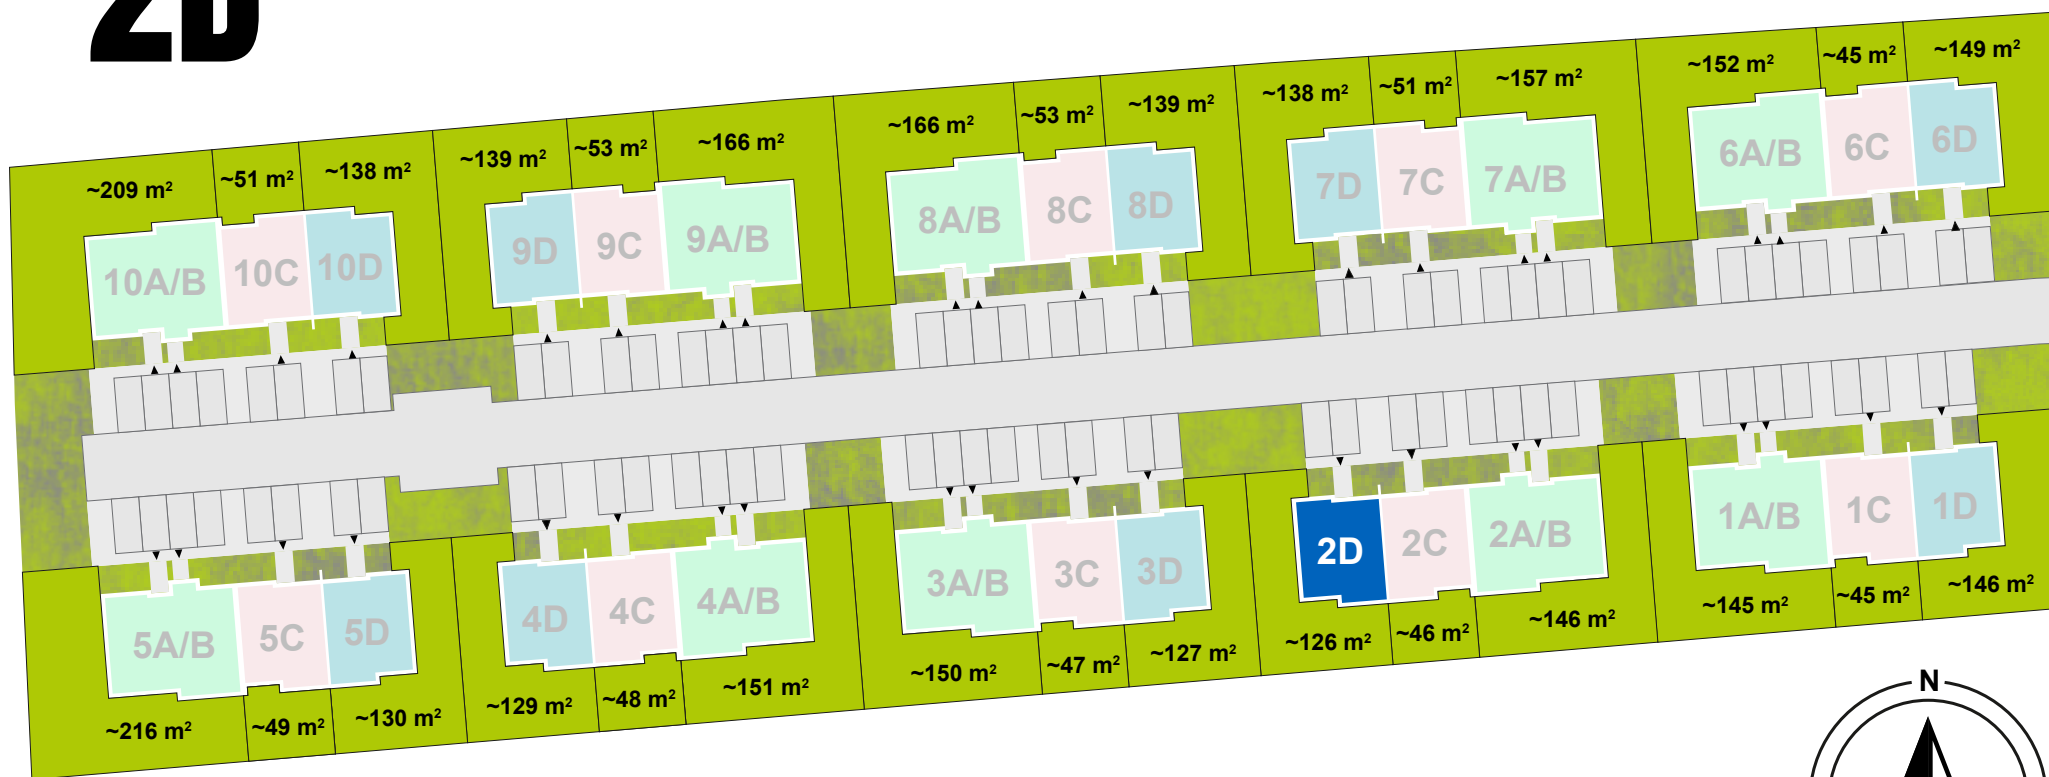 2D
~209 m²
~51 m²
~138 m²
~139 m²
~53 m²
~166 m²
~166 m²
~53 m²
~139 m²
~138 m²
~51 m²
~157 m²
~152 m²
~45 m²
~149 m²
10A/B
10C
10D
9D
9C
9A/B
8A/B
8C
8D
7D
7C
7A/B
6A/B
6C
6D
5A/B
5C
5D
4D
4C
4A/B
3A/B
3C
3D
2D
2C
2A/B
1A/B
1C
1D
~216 m²
~49 m²
~130 m²
~129 m²
~48 m²
~151 m²
~150 m²
~47 m²
~127 m²
~126 m²
~46 m²
~146 m²
~145 m²
~45 m²
~146 m²
N